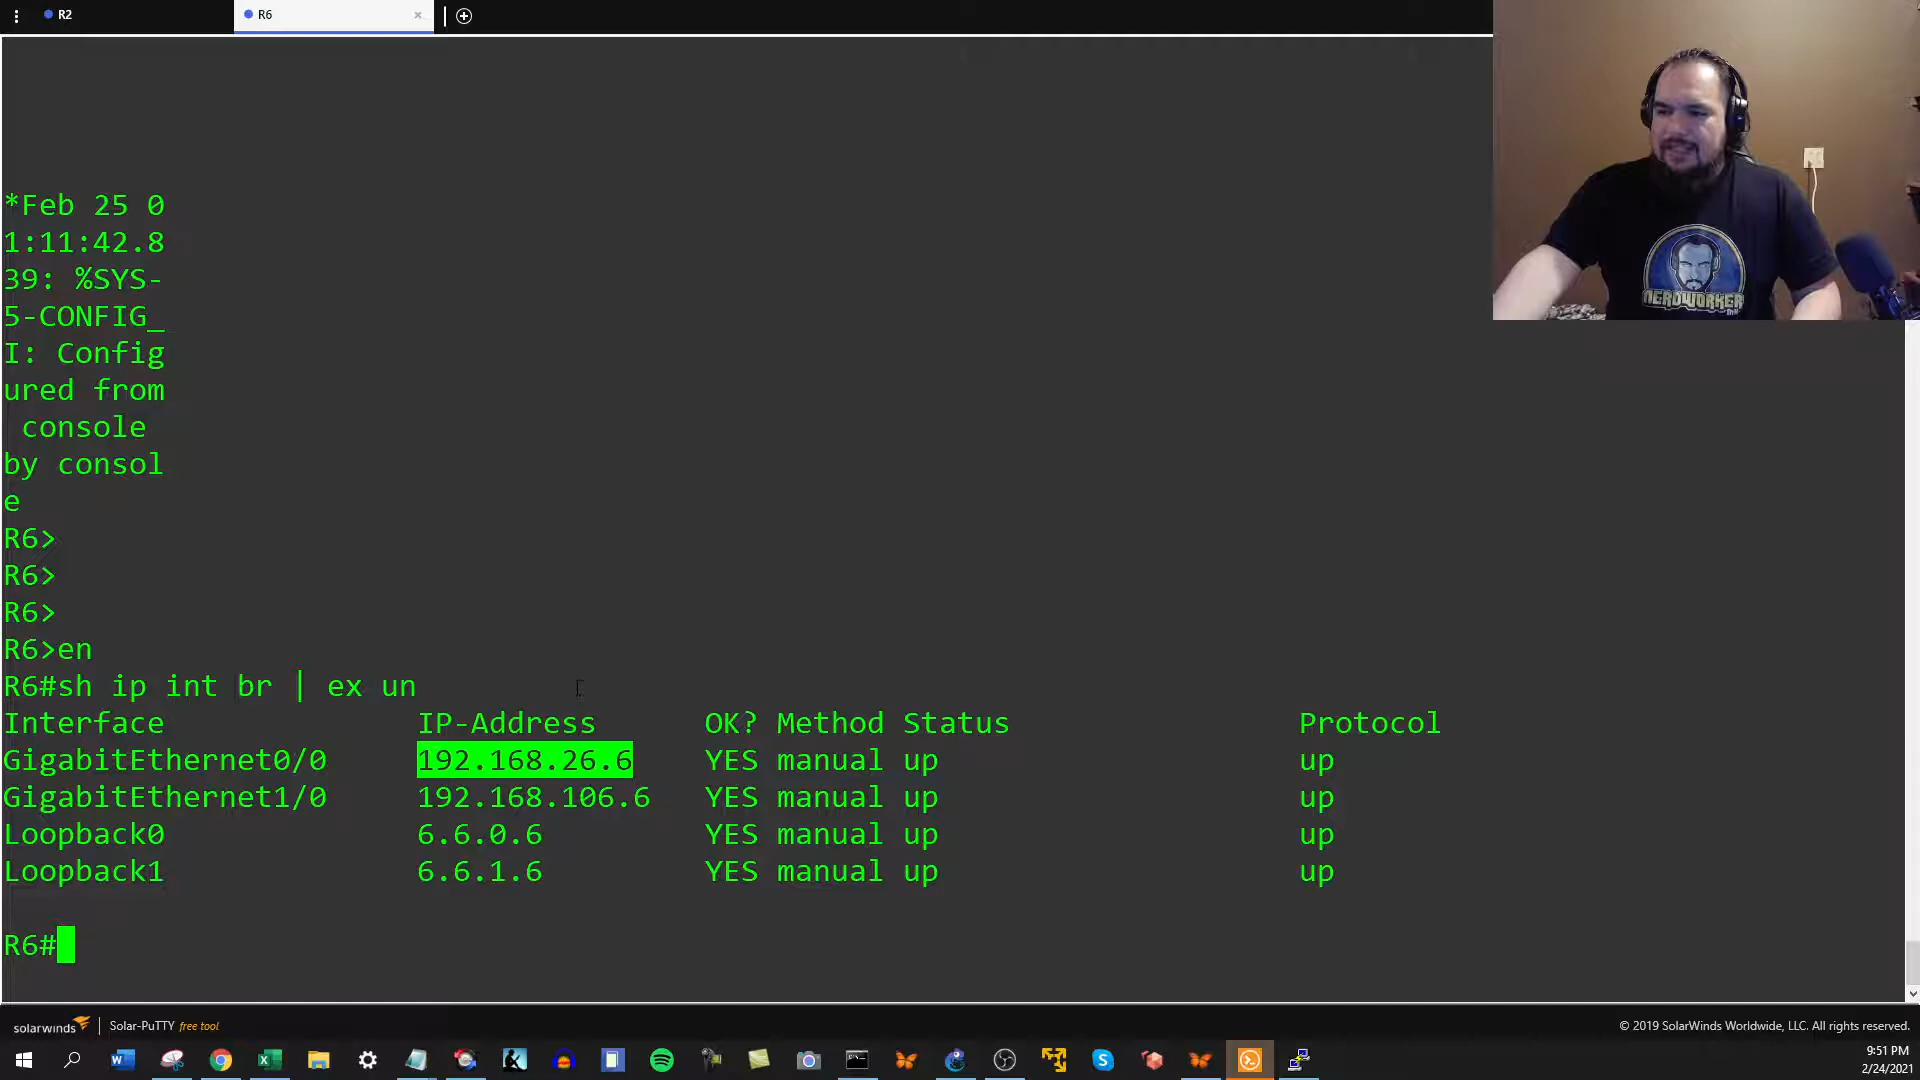 R2
R6
*Feb 25 0
1:11:42.8
39: %SYS-
5-CONFIG_
I: Config
ured from
console
by consol
e
R6>
R6>
R6>
R6>en
R6#sh ip int br | ex un
Interface IP-Address OK? Method Status Protocol
GigabitEthernet0/0 192.168.26.6 YES manual up up
GigabitEthernet1/0 192.168.106.6 YES manual up up
Loopback0 6.6.0.6 YES manual up up
Loopback1 6.6.1.6 YES manual up up
R6#
NERDWORKER
solarwinds Solar-PuTTY free tool
© 2019 SolarWinds Worldwide, LLC. All rights reserved.
9:51 PM
2/24/2021